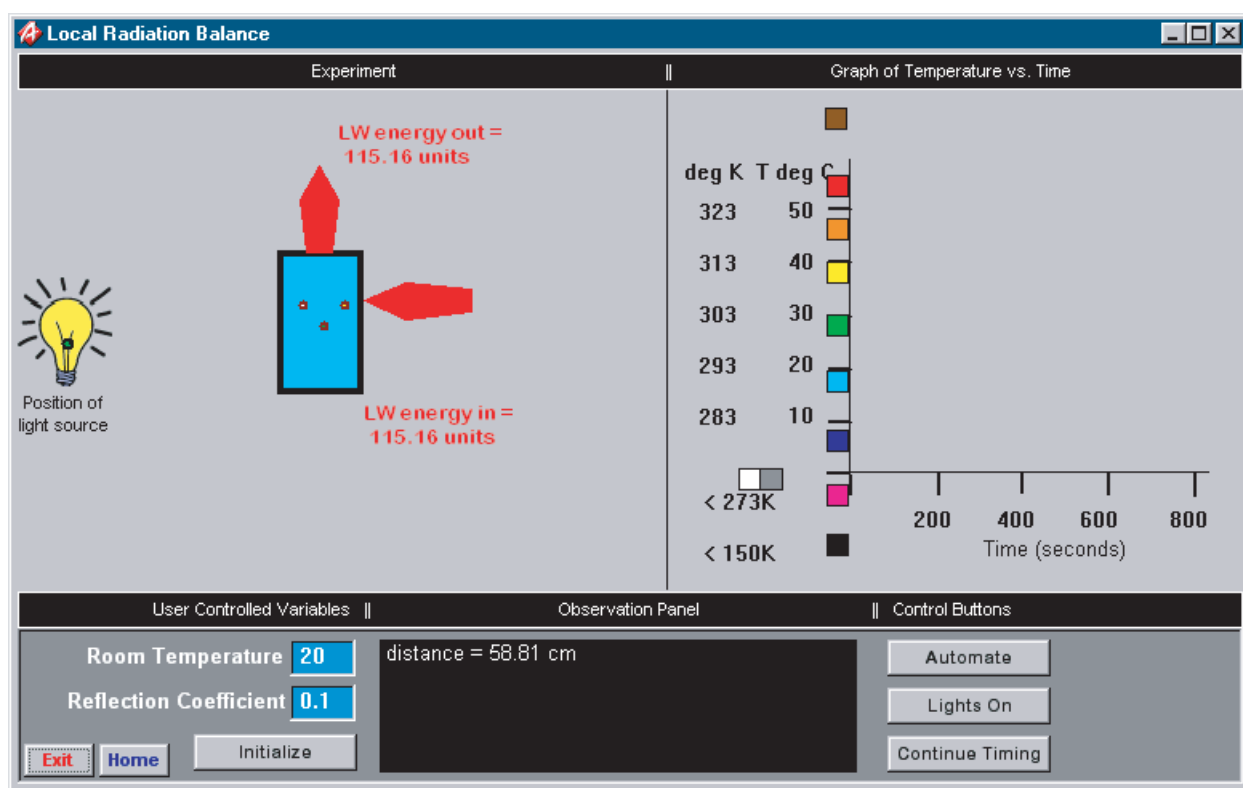 Local Radiation Balance
Experiment || Graph of Temperature vs. Time
LW energy out =
115.16 units
Position of
light source
LW energy in =
115.16 units
deg K T deg C
323 50
313 40
303 30
293 20
283 10
< 273K
< 150K
200 400 600 800
Time (seconds)
User Controlled Variables || Observation Panel || Control Buttons
Room Temperature 20
Reflection Coefficient 0.1
Exit Home Initialize
distance = 58.81 cm
Automate
Lights On
Continue Timing